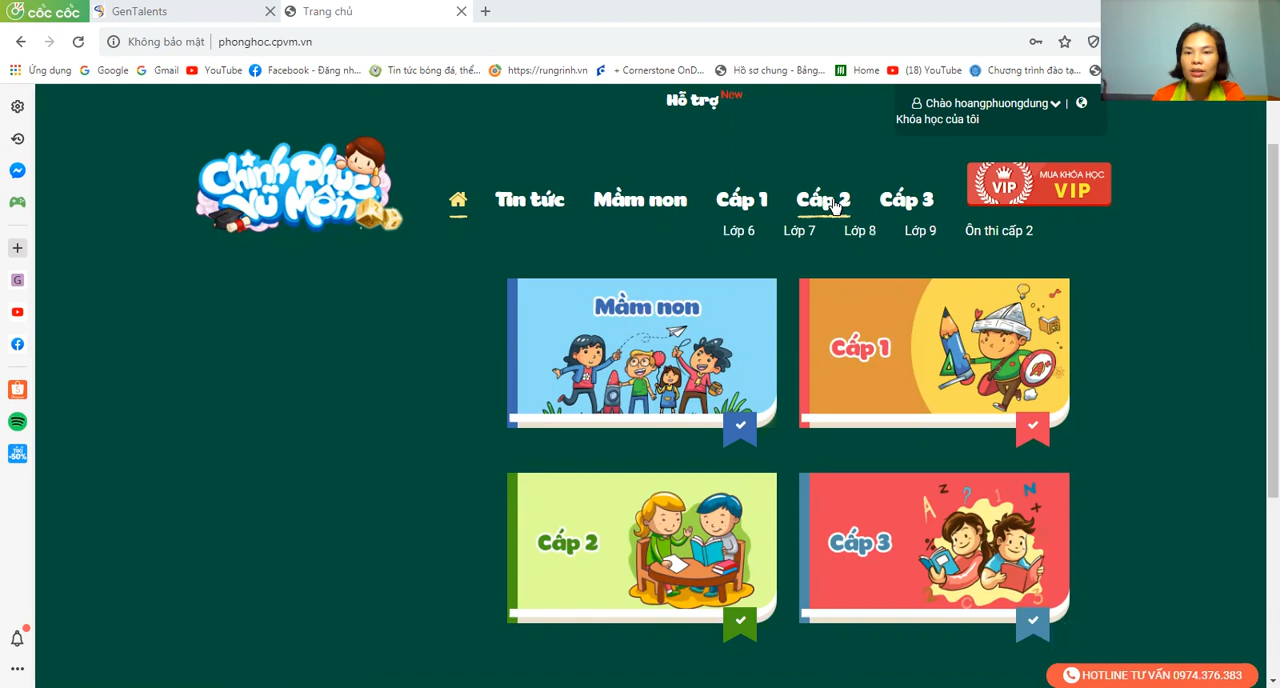 cốc cốc
GenTalents
Trang chủ
Không bảo mật
phonghoc.cpvm.vn
Ứng dụng
Google
Gmail
YouTube
Facebook - Đăng nh...
Tin tức bóng đá, thể...
https://rungrinh.vn
+ Cornerstone OnD...
Hồ sơ chung - Bảng...
Home
(18) YouTube
Chương trình đào tạ...
Hỗ trợ New
Chào hoangphuongdung |
Khóa học của tôi
Chinh Phục
Vũ Môn
Tin tức
Mầm non
Cấp 1
Cấp 2
Cấp 3
VIP
MUA KHÓA HỌC
VIP
Lớp 6
Lớp 7
Lớp 8
Lớp 9
Ôn thi cấp 2
Mầm non
Cấp 1
A+
Cấp 2
Cấp 3
G
TIKI
-50%
HOTLINE TƯ VẤN 0974.376.383